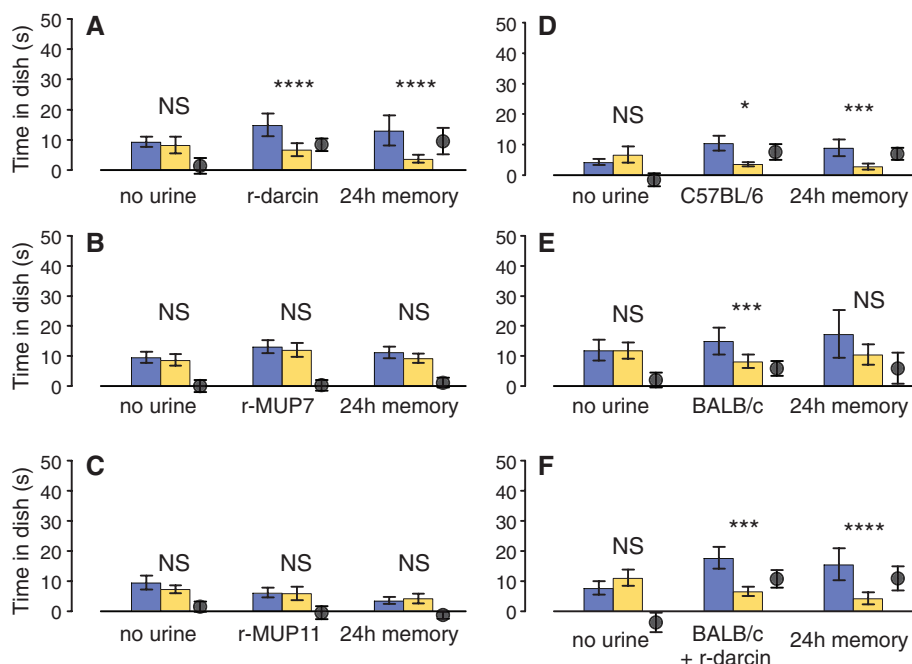 A
Time in dish (s)
50
40
30
20
10
0
NS
****
****
no urine
r-darcin
24h memory
D
50
40
30
20
10
0
NS
*
***
no urine
C57BL/6
24h memory
B
Time in dish (s)
50
40
30
20
10
0
NS
NS
NS
no urine
r-MUP7
24h memory
E
50
40
30
20
10
0
NS
***
NS
no urine
BALB/c
24h memory
C
Time in dish (s)
50
40
30
20
10
0
NS
NS
NS
no urine
r-MUP11
24h memory
F
50
40
30
20
10
0
NS
***
****
no urine
BALB/c
+ r-darcin
24h memory